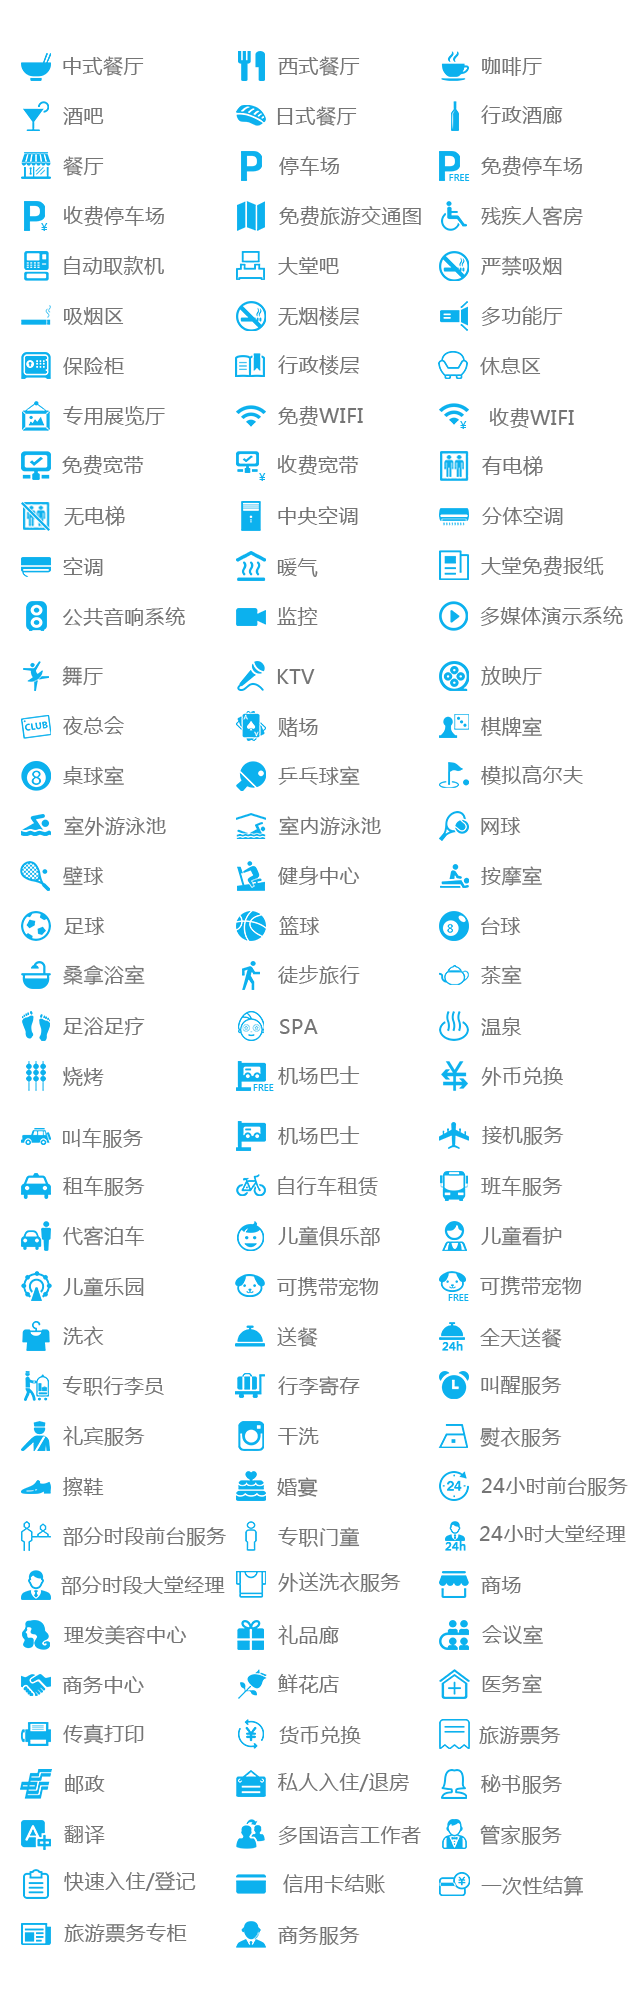 中式餐厅 西式餐厅 咖啡厅
酒吧 日式餐厅 行政酒廊
餐厅 P 停车场 P FREE 免费停车场
P ¥ 收费停车场 免费旅游交通图 残疾人客房
自动取款机 大堂吧 严禁吸烟
吸烟区 无烟楼层 多功能厅
保险柜 行政楼层 休息区
专用展览厅 免费WIFI ¥ 收费WIFI
免费宽带 ¥ 收费宽带 有电梯
无电梯 中央空调 分体空调
空调 暖气 大堂免费报纸
公共音响系统 监控 多媒体演示系统
舞厅 KTV 放映厅
CLUB 夜总会 A 赌场 棋牌室
8 桌球室 乒乓球室 模拟高尔夫
室外游泳池 室内游泳池 网球
壁球 健身中心 按摩室
足球 篮球 8 台球
桑拿浴室 徒步旅行 茶室
足浴足疗 SPA 温泉
烧烤 FREE 机场巴士 ¥ 外币兑换
叫车服务 机场巴士 接机服务
租车服务 自行车租赁 班车服务
代客泊车 儿童俱乐部 儿童看护
儿童乐园 可携带宠物 FREE 可携带宠物
洗衣 送餐 24h 全天送餐
专职行李员 行李寄存 叫醒服务
礼宾服务 干洗 熨衣服务
擦鞋 婚宴 24 24小时前台服务
部分时段前台服务 专职门童 24h 24小时大堂经理
部分时段大堂经理 外送洗衣服务 商场
理发美容中心 礼品廊 会议室
商务中心 鲜花店 医务室
传真打印 ¥ 货币兑换 旅游票务
邮政 私人入住/退房 秘书服务
A 中 翻译 多国语言工作者 管家服务
快速入住/登记 信用卡结账 ¥ 一次性结算
旅游票务专柜 商务服务